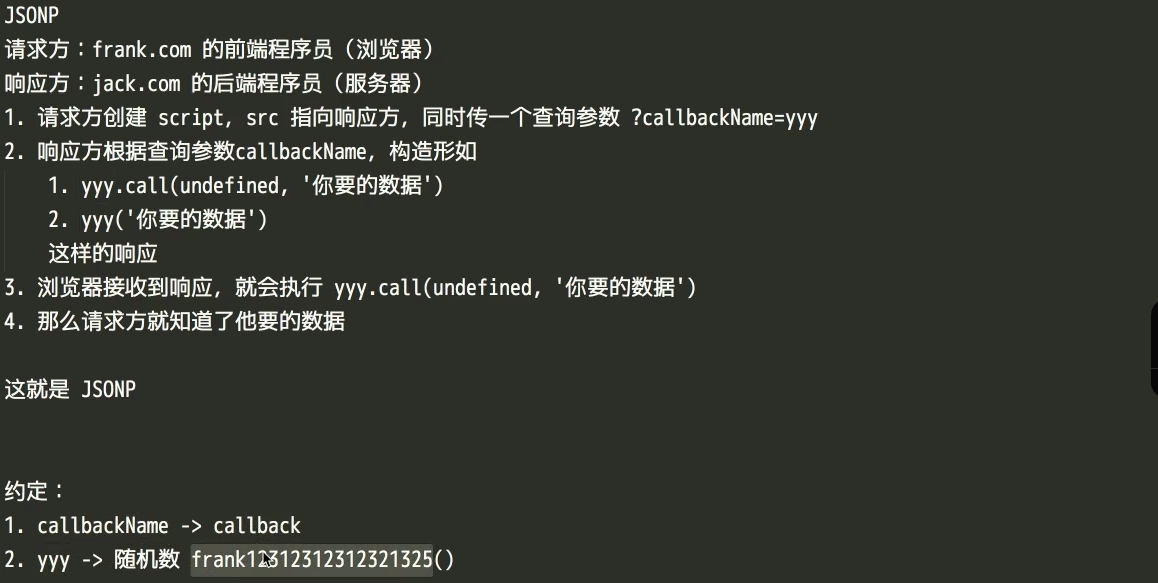 JSONP
请求方：frank.com 的前端程序员（浏览器）
响应方：jack.com 的后端程序员（服务器）
1. 请求方创建 script，src 指向响应方，同时传一个查询参数 ?callbackName=yyy
2. 响应方根据查询参数callbackName，构造形如
1. yyy.call(undefined, '你要的数据')
2. yyy('你要的数据')
这样的响应
3. 浏览器接收到响应，就会执行 yyy.call(undefined, '你要的数据')
4. 那么请求方就知道了他要的数据
这就是 JSONP
约定：
1. callbackName -> callback
2. yyy -> 随机数 frank12312312312321325()